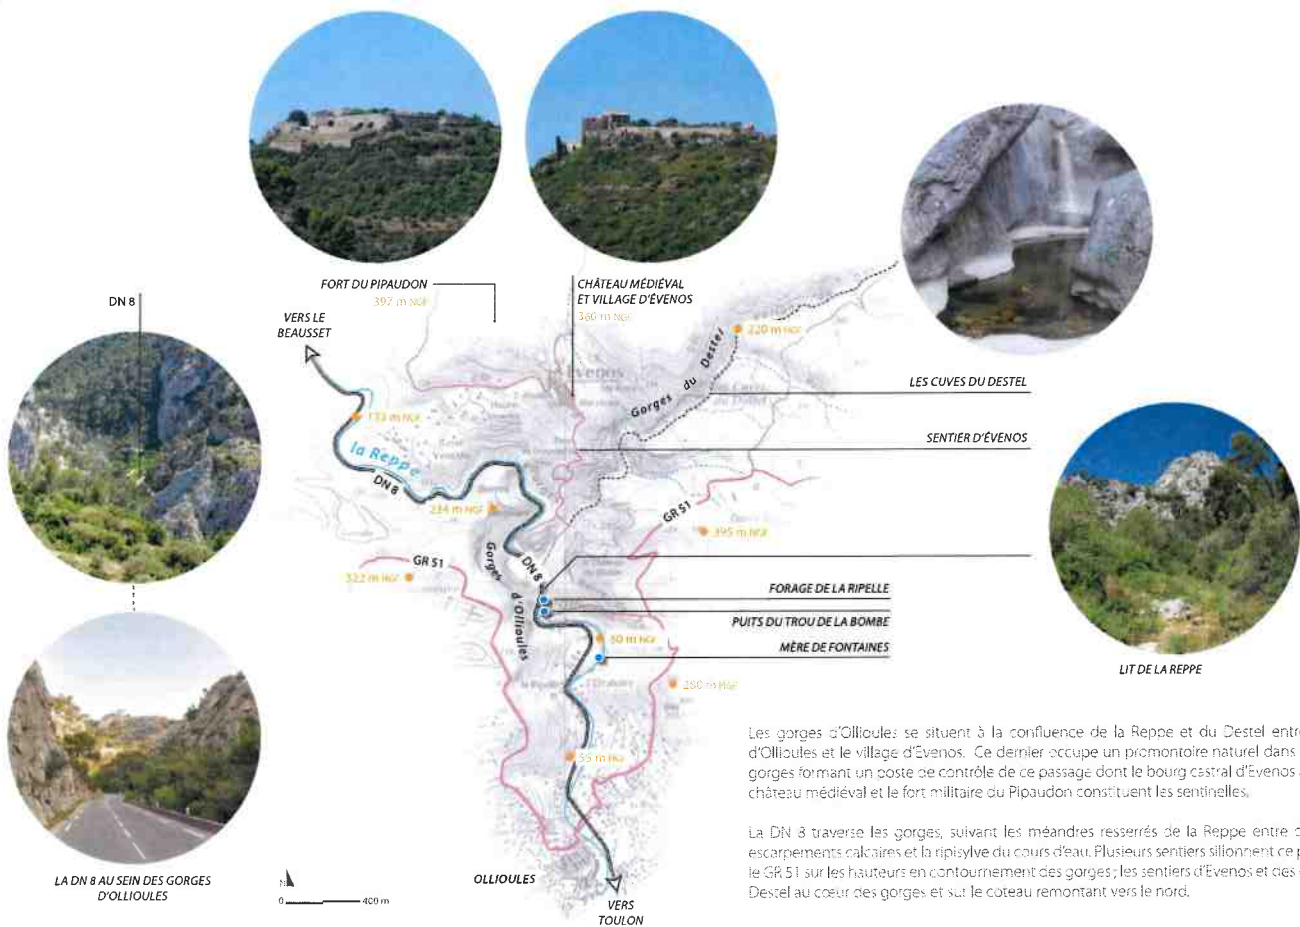 FORT DU PIPAUDON
397 m NGF
CHÂTEAU MÉDIÉVAL
ET VILLAGE D'ÉVENOS
360 m NGF
DN 8
VERS LE
BEAUSSET
220 m NGF
Gorges du Destel
Évenos
LES CUVES DU DESTEL
SENTIER D'ÉVENOS
133 m NGF
la Reppe
DN 8
234 m NGF
GR 51
395 m NGF
GR 51
322 m NGF
Gorges d'Ollioules
DN 8
FORAGE DE LA RIPELLE
PUITS DU TROU DE LA BOMBE
MÈRE DE FONTAINES
LIT DE LA REPPE
280 m NGF
55 m NGF
LA DN 8 AU SEIN DES GORGES
D'OLLIOULES
N
0 400 m
OLLIOULES
VERS
TOULON
Les gorges d'Ollioules se situent à la confluence de la Reppe et du Destel entre
d'Ollioules et le village d'Evenos. Ce dernier occupe un promontoire naturel dans
gorges formant un poste de contrôle de ce passage dont le bourg castral d'Evenos
château médiéval et le fort militaire du Pipaudon constituent les sentinelles.
La DN 8 traverse les gorges, suivant les méandres resserrés de la Reppe entre
escarpements calcaires et la ripisylve du cours d'eau. Plusieurs sentiers sillonnent ce
le GR 51 sur les hauteurs en contournement des gorges ; les sentiers d'Evenos et des
Destel au cœur des gorges et sur le coteau remontant vers le nord.